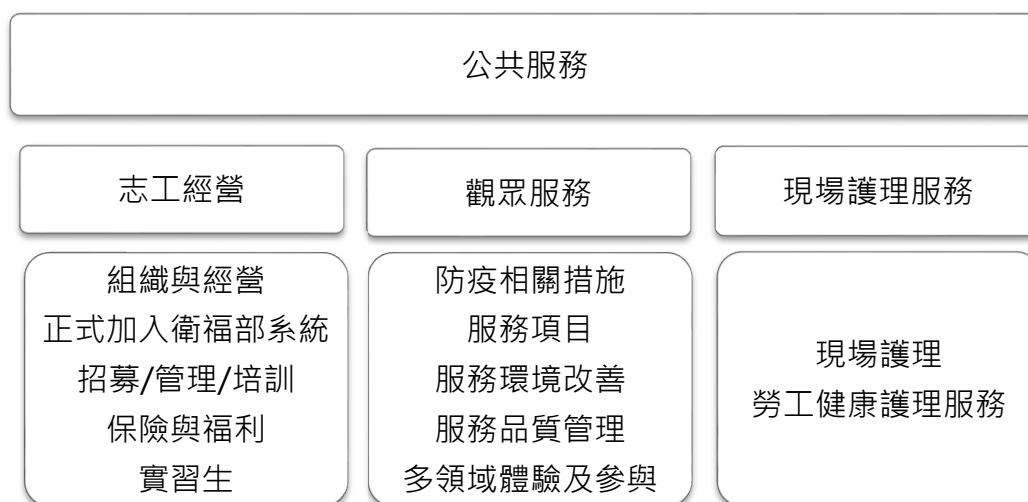 公共服務
志工經營
組織與經營
正式加入衛福部系統
招募/管理/培訓
保險與福利
實習生
觀眾服務
防疫相關措施
服務項目
服務環境改善
服務品質管理
多領域體驗及參與
現場護理服務
現場護理
勞工健康護理服務